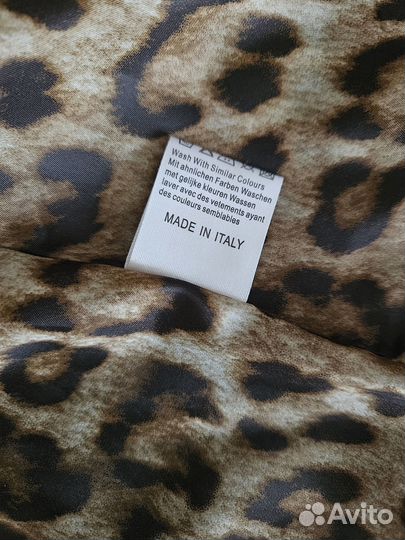 Wash With Similar Colours
Mit ahnlichen Farben Waschen
met gelijke kleuren Wassen
laver avec des vetements ayant
des couleurs semblables
MADE IN ITALY
Avito